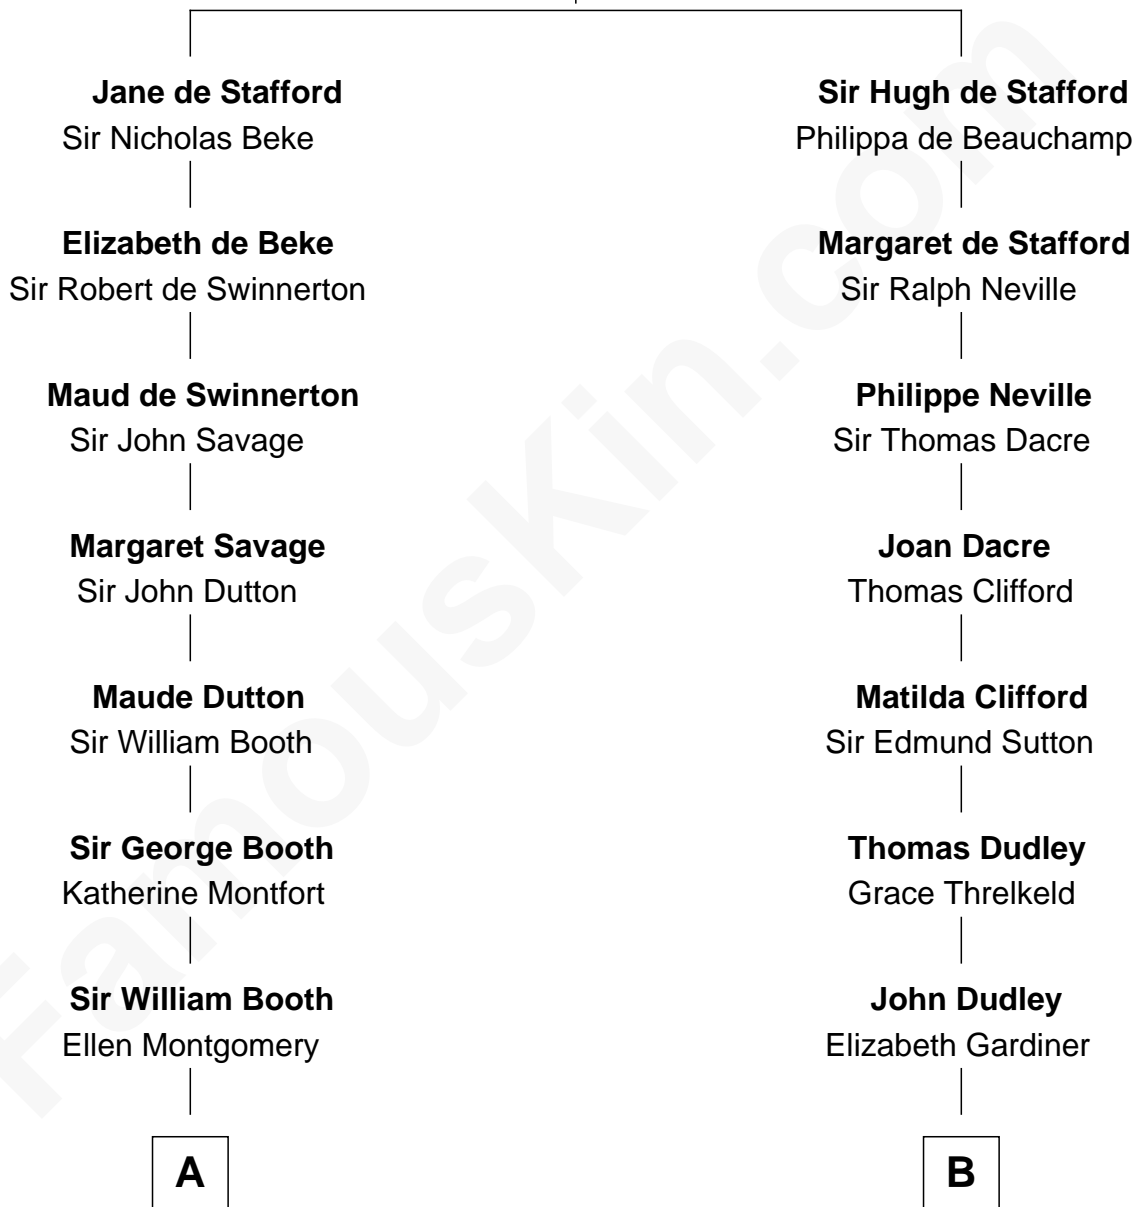 Jane de Stafford
Sir Nicholas Beke
Elizabeth de Beke
Sir Robert de Swinnerton
Maud de Swinnerton
Sir John Savage
Margaret Savage
Sir John Dutton
Maude Dutton
Sir William Booth
Sir George Booth
Katherine Montfort
Sir William Booth
Ellen Montgomery
A
Sir Hugh de Stafford
Philippa de Beauchamp
Margaret de Stafford
Sir Ralph Neville
Philippe Neville
Sir Thomas Dacre
Joan Dacre
Thomas Clifford
Matilda Clifford
Sir Edmund Sutton
Thomas Dudley
Grace Threlkeld
John Dudley
Elizabeth Gardiner
B
FamousKin.com